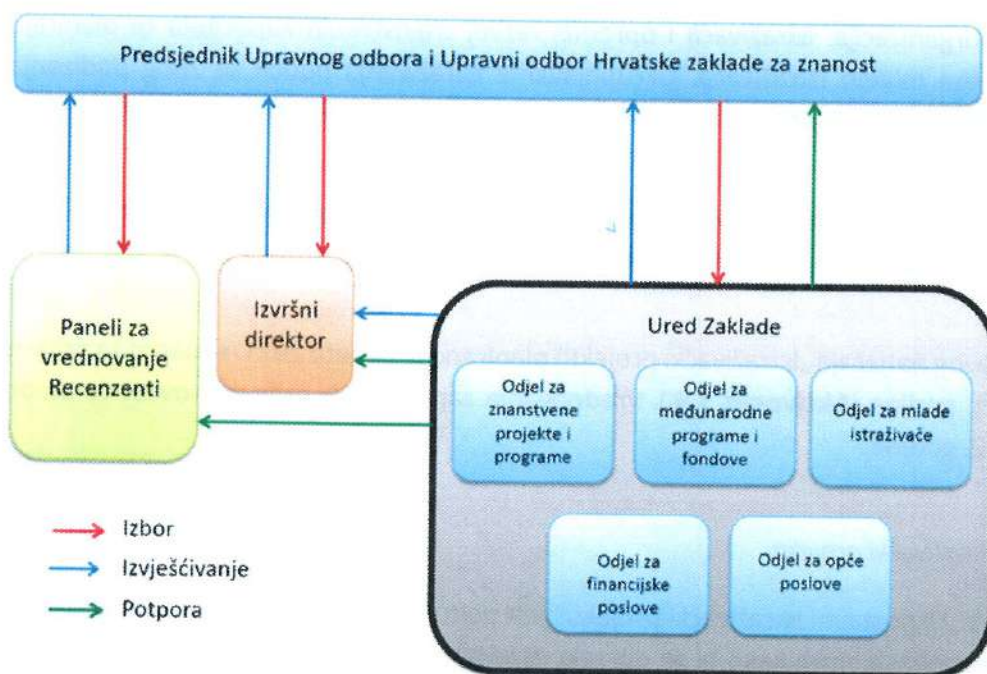 Predsjednik Upravnog odbora i Upravni odbor Hrvatske zaklade za znanost
Paneli za
vrednovanje
Recenzenti
Izvršni
direktor
Ured Zaklade
Odjel za
znanstvene
projekte i
programe
Odjel za
međunarodne
programe i
fondove
Odjel za mlade
istraživače
Odjel za
financijske
poslove
Odjel za opće
poslove
Izbor
Izvješćivanje
Potpora